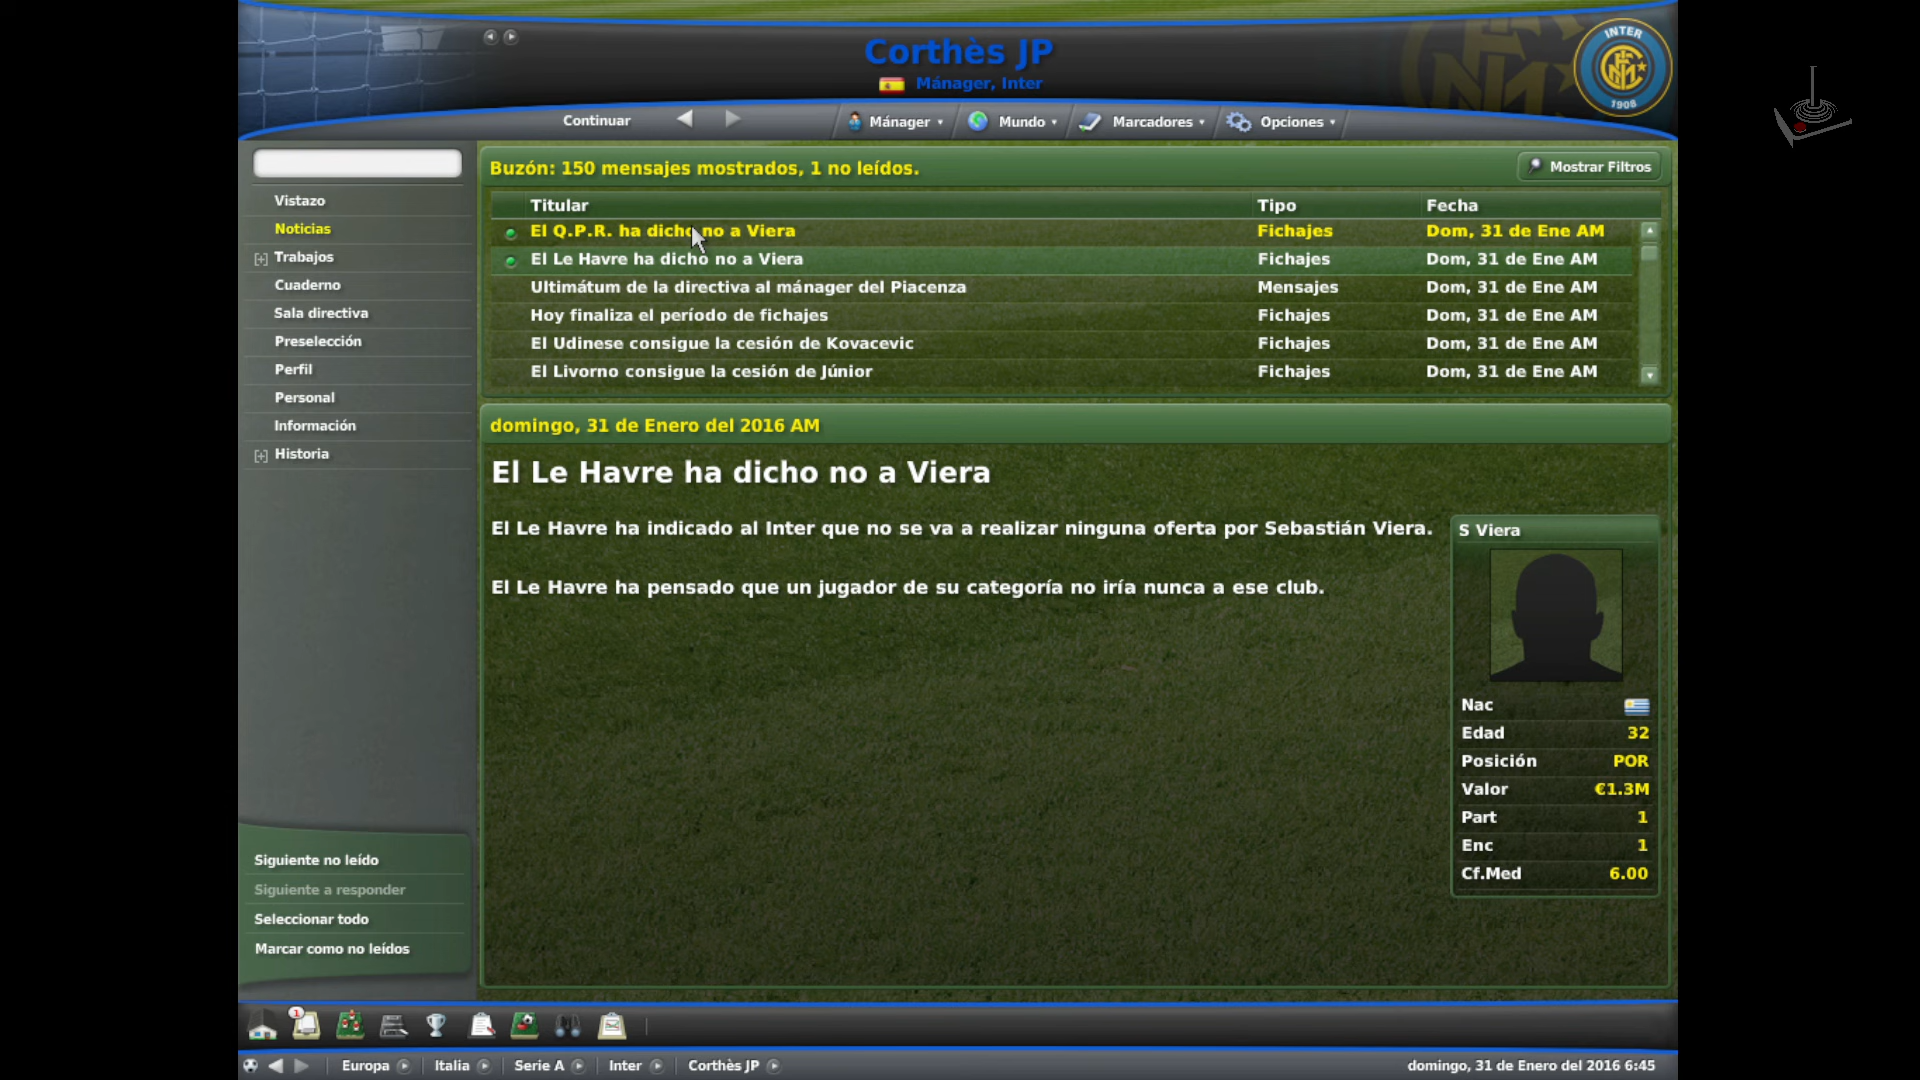 Corthès JP
Mánager, Inter
INTER
1908
Continuar
Mánager
Mundo
Marcadores
Opciones
Vistazo
Noticias
[+] Trabajos
Cuaderno
Sala directiva
Preselección
Perfil
Personal
Información
[+] Historia
Buzón: 150 mensajes mostrados, 1 no leídos.
Mostrar Filtros
Titular Tipo Fecha
El Q.P.R. ha dicho no a Viera Fichajes Dom, 31 de Ene AM
El Le Havre ha dicho no a Viera Fichajes Dom, 31 de Ene AM
Ultimátum de la directiva al mánager del Piacenza Mensajes Dom, 31 de Ene AM
Hoy finaliza el período de fichajes Fichajes Dom, 31 de Ene AM
El Udinese consigue la cesión de Kovacevic Fichajes Dom, 31 de Ene AM
El Livorno consigue la cesión de Júnior Fichajes Dom, 31 de Ene AM
domingo, 31 de Enero del 2016 AM
El Le Havre ha dicho no a Viera
El Le Havre ha indicado al Inter que no se va a realizar ninguna oferta por Sebastián Viera.
El Le Havre ha pensado que un jugador de su categoría no iría nunca a ese club.
S Viera
Nac
Edad 32
Posición POR
Valor €1.3M
Part 1
Enc 1
Cf.Med 6.00
Siguiente no leído
Siguiente a responder
Seleccionar todo
Marcar como no leídos
1
Europa Italia Serie A Inter Corthès JP
domingo, 31 de Enero del 2016 6:45